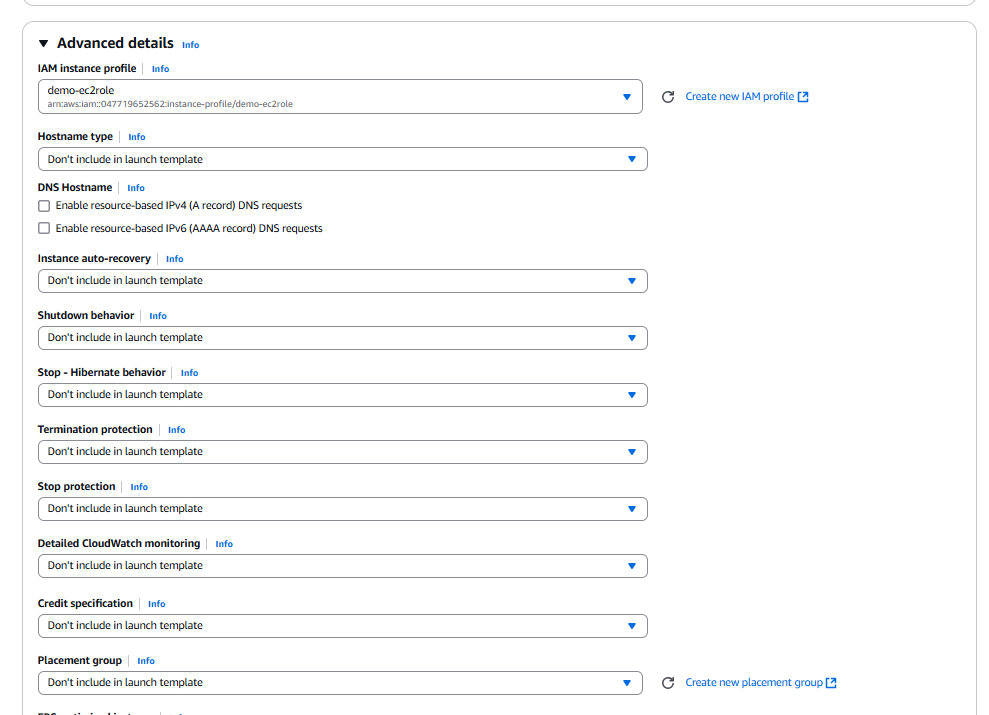 Advanced details Info
IAM instance profile Info
demo-ec2role
arn:aws:iam::047719652562:instance-profile/demo-ec2role
Create new IAM profile
Hostname type Info
Don't include in launch template
DNS Hostname Info
Enable resource-based IPv4 (A record) DNS requests
Enable resource-based IPv6 (AAAA record) DNS requests
Instance auto-recovery Info
Don't include in launch template
Shutdown behavior Info
Don't include in launch template
Stop - Hibernate behavior Info
Don't include in launch template
Termination protection Info
Don't include in launch template
Stop protection Info
Don't include in launch template
Detailed CloudWatch monitoring Info
Don't include in launch template
Credit specification Info
Don't include in launch template
Placement group Info
Don't include in launch template
Create new placement group